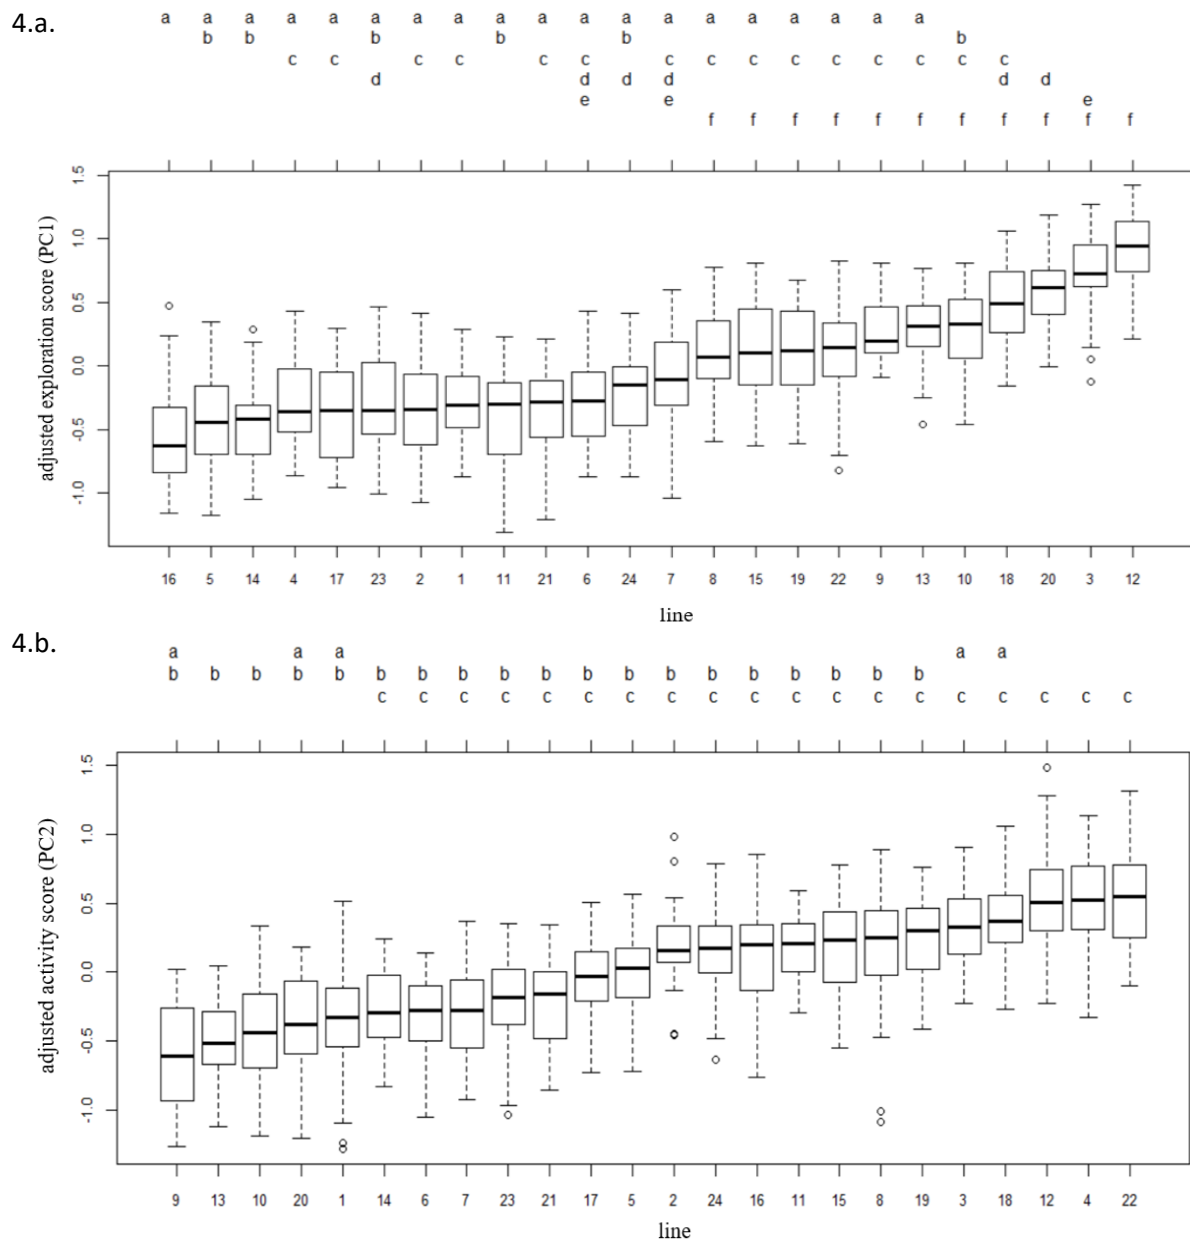 4.a.
a a a a a a a a a a a a a a a a a a a
b b b b b b
c c c c c c c c c c c c c c c
d d d d d d
e e e
f f f f f f f f f f f
adjusted exploration score (PC1)
1.5
1.0
0.5
0.0
-0.5
-1.0
16 5 14 4 17 23 2 1 11 21 6 24 7 8 15 19 22 9 13 10 18 20 3 12
line
4.b.
a a a a a
b b b b b b b b b b b b b b b b b b b
c c c c c c c c c c c c c c c c c c c
adjusted activity score (PC2)
1.5
1.0
0.5
0.0
-0.5
-1.0
9 13 10 20 1 14 6 7 23 21 17 5 2 24 16 11 15 8 19 3 18 12 4 22
line